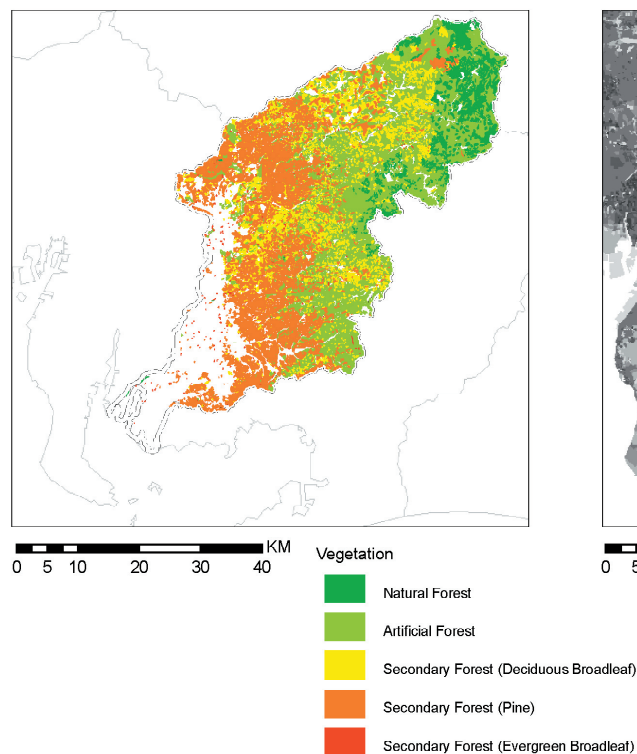 KM
0 5 10 20 30 40
0 5
Vegetation
Natural Forest
Artificial Forest
Secondary Forest (Deciduous Broadleaf)
Secondary Forest (Pine)
Secondary Forest (Evergreen Broadleaf)